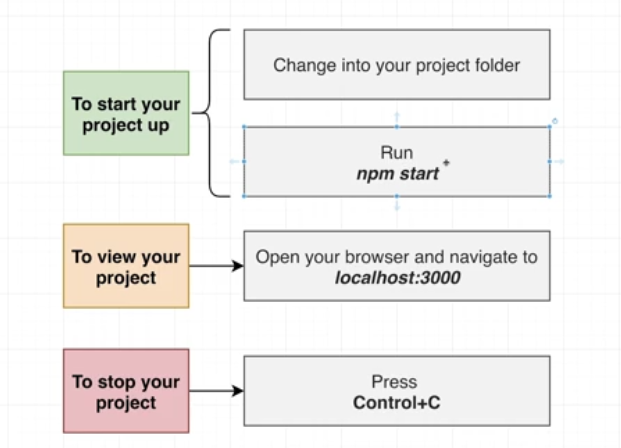 To start your
project up
Change into your project folder
Run
npm start
To view your
project
Open your browser and navigate to
localhost:3000
To stop your
project
Press
Control+C